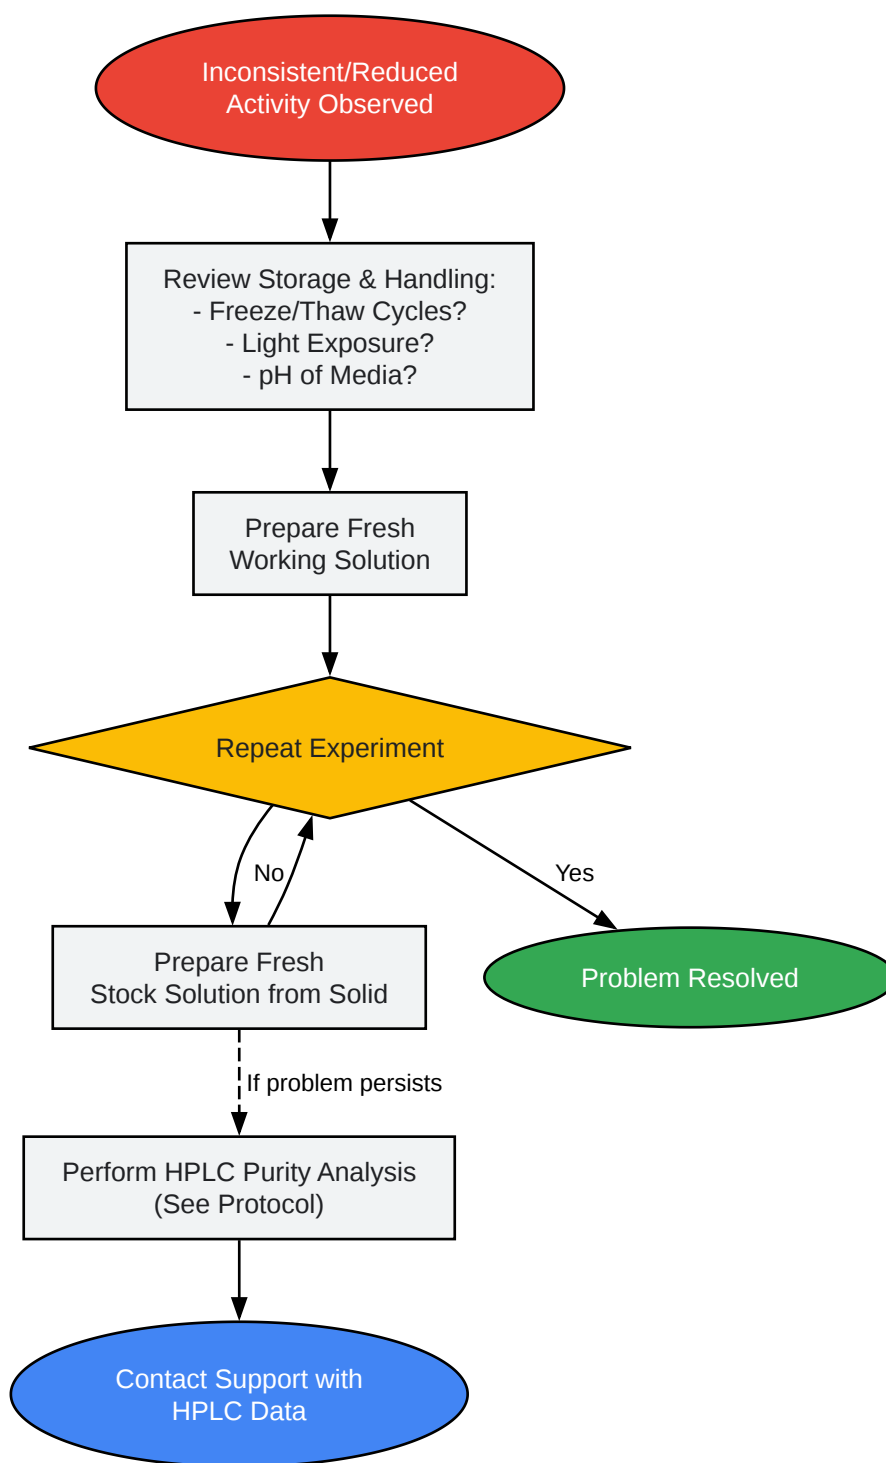 Inconsistent/Reduced
Activity Observed
Review Storage & Handling:
- Freeze/Thaw Cycles?
- Light Exposure?
- pH of Media?
Prepare Fresh
Working Solution
Repeat Experiment
No
Yes
Prepare Fresh
Stock Solution from Solid
Problem Resolved
If problem persists
Perform HPLC Purity Analysis
(See Protocol)
Contact Support with
HPLC Data